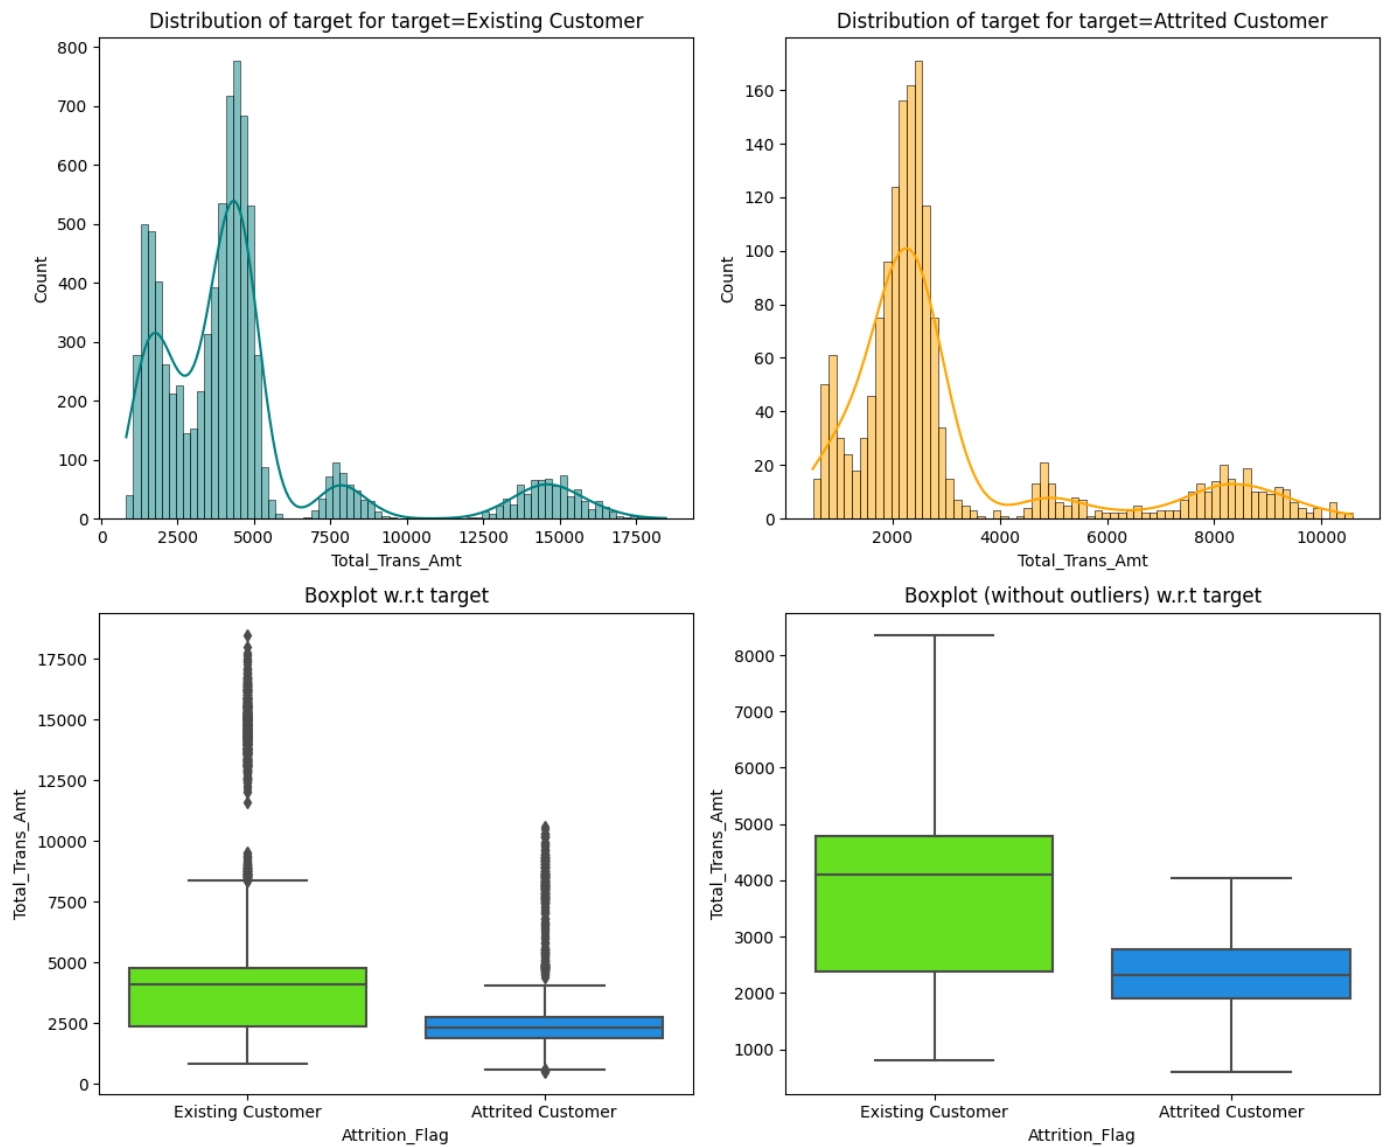 Distribution of target for target=Existing Customer
800
700
600
500
400
300
200
100
0
Count
0 2500 5000 7500 10000 12500 15000 17500
Total_Trans_Amt
Distribution of target for target=Attrited Customer
160
140
120
100
80
60
40
20
0
Count
2000 4000 6000 8000 10000
Total_Trans_Amt
Boxplot w.r.t target
17500
15000
12500
10000
7500
5000
2500
0
Total_Trans_Amt
Existing Customer Attrited Customer
Attrition_Flag
Boxplot (without outliers) w.r.t target
8000
7000
6000
5000
4000
3000
2000
1000
Total_Trans_Amt
Existing Customer Attrited Customer
Attrition_Flag